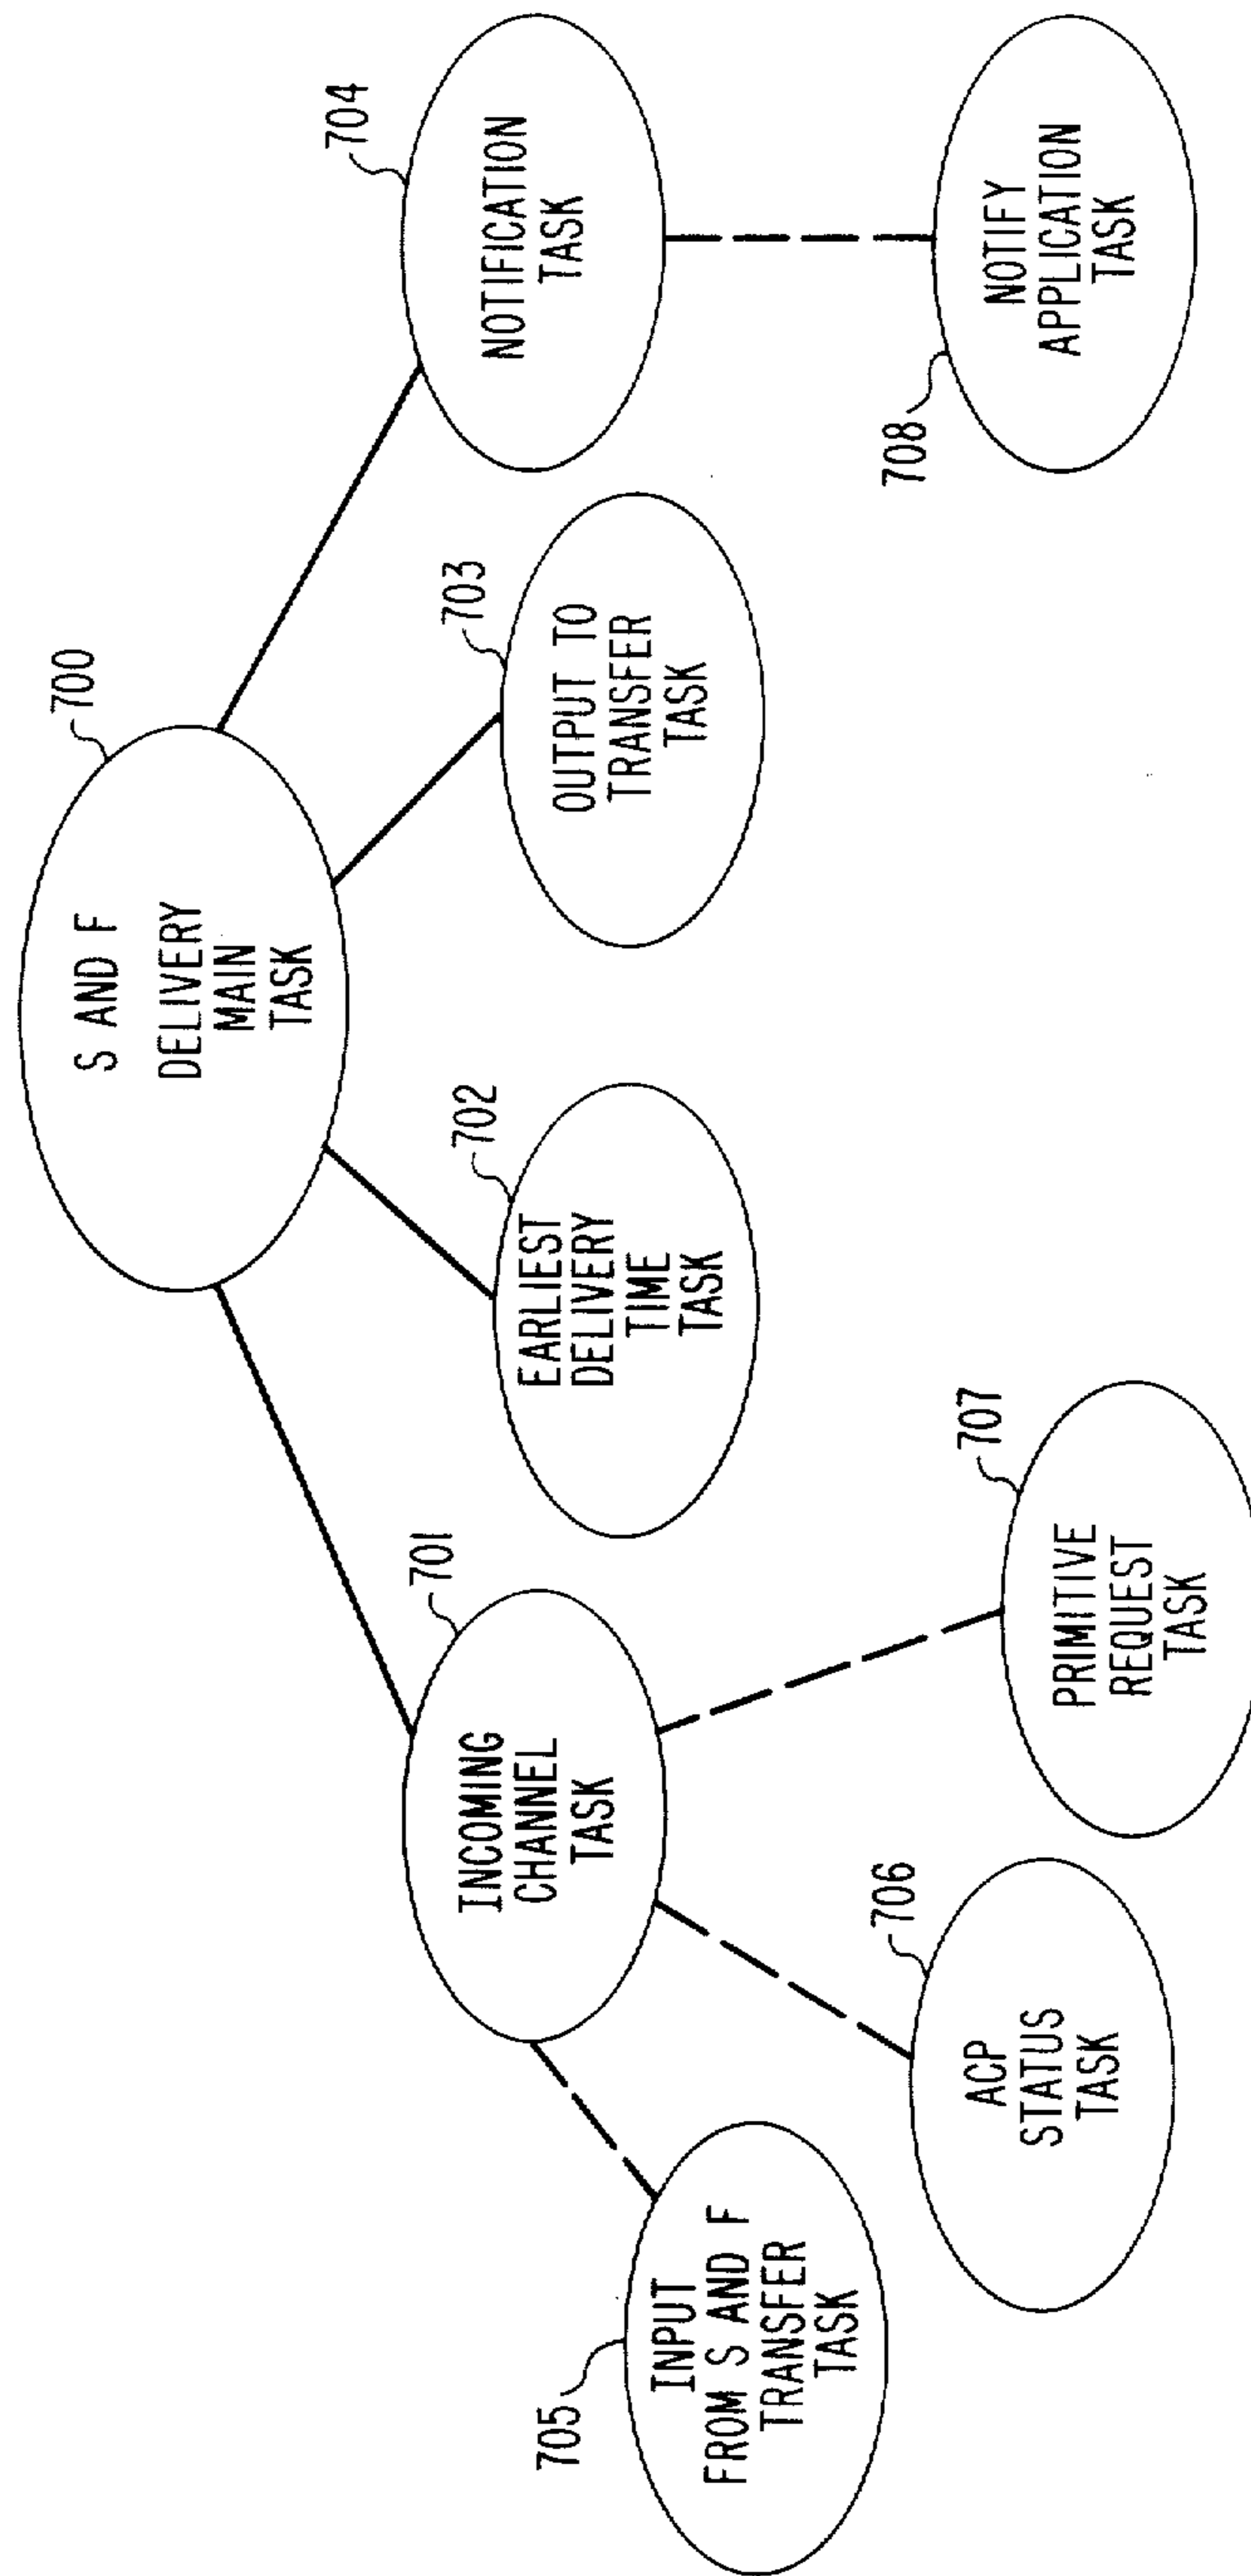 700
S AND F
DELIVERY
MAIN
TASK
701
INCOMING
CHANNEL
TASK
702
EARLIEST
DELIVERY
TIME
TASK
703
OUTPUT TO
TRANSFER
TASK
704
NOTIFICATION
TASK
705
INPUT
FROM S AND F
TRANSFER
TASK
706
ACP
STATUS
TASK
707
PRIMITIVE
REQUEST
TASK
708
NOTIFY
APPLICATION
TASK